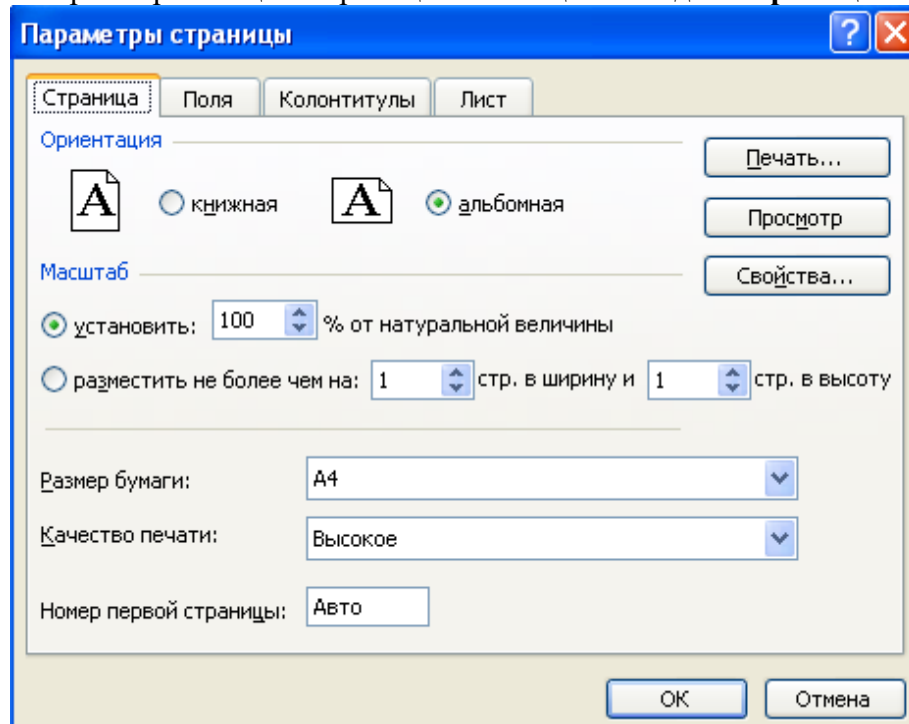 Параметры страницы
Страница Поля Колонтитулы Лист
Ориентация
Печать...
A книжная A альбомная
Просмотр
Масштаб
Свойства...
установить: 100 % от натуральной величины
разместить не более чем на: 1 стр. в ширину и 1 стр. в высоту
Размер бумаги: A4
Качество печати: Высокое
Номер первой страницы: Авто
ОК Отмена